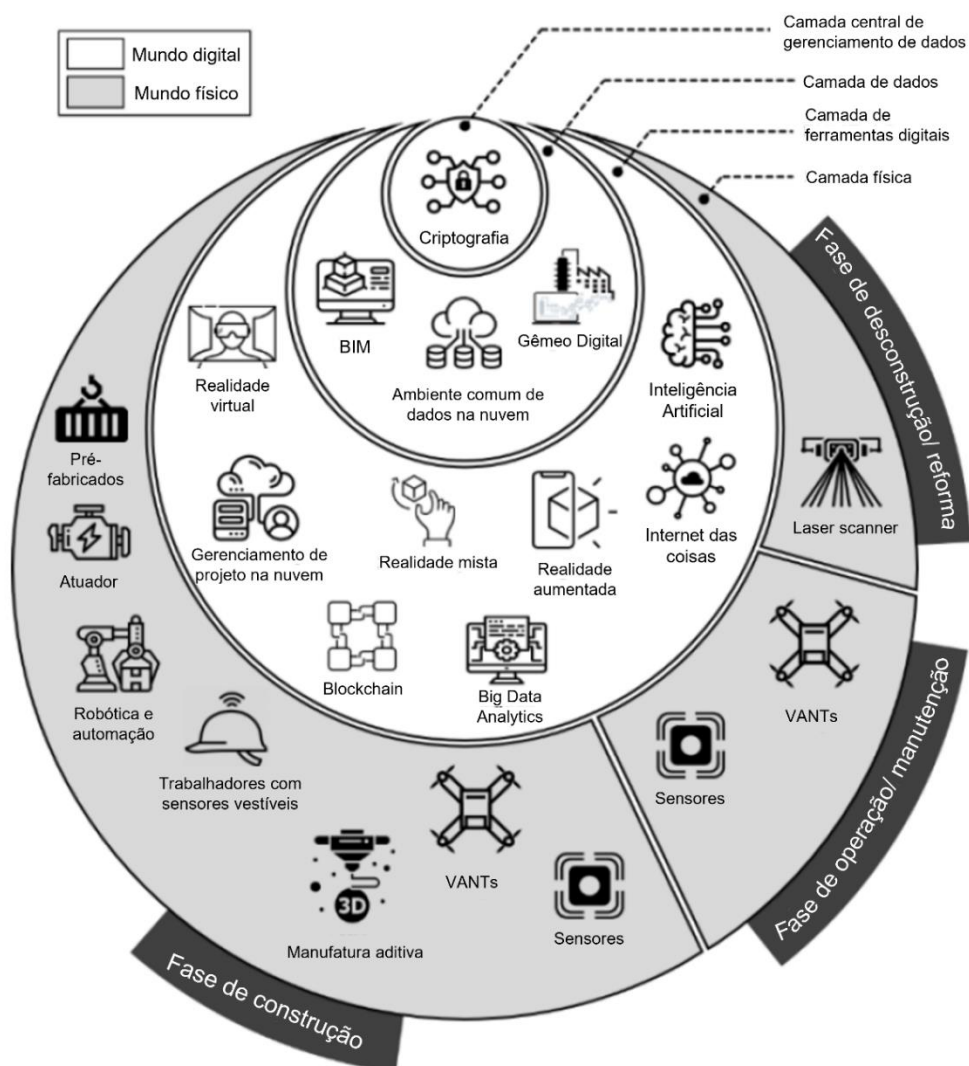 Mundo digital
Mundo físico
Camada central de
gerenciamento de dados
Camada de dados
Camada de
ferramentas digitais
Camada física
Criptografia
BIM
Ambiente comum de
dados na nuvem
Gêmeo Digital
Realidade
virtual
Inteligência
Artificial
Gerenciamento de
projeto na nuvem
Realidade mista
Realidade
aumentada
Internet das
coisas
Blockchain
Big Data
Analytics
Pré-
fabricados
Atuador
Robótica e
automação
Trabalhadores com
sensores vestíveis
3D
Manufatura aditiva
VANTs
Sensores
Fase de construção
Sensores
VANTs
Fase de operação/ manutenção
Laser scanner
Fase de desconstrução/ reforma